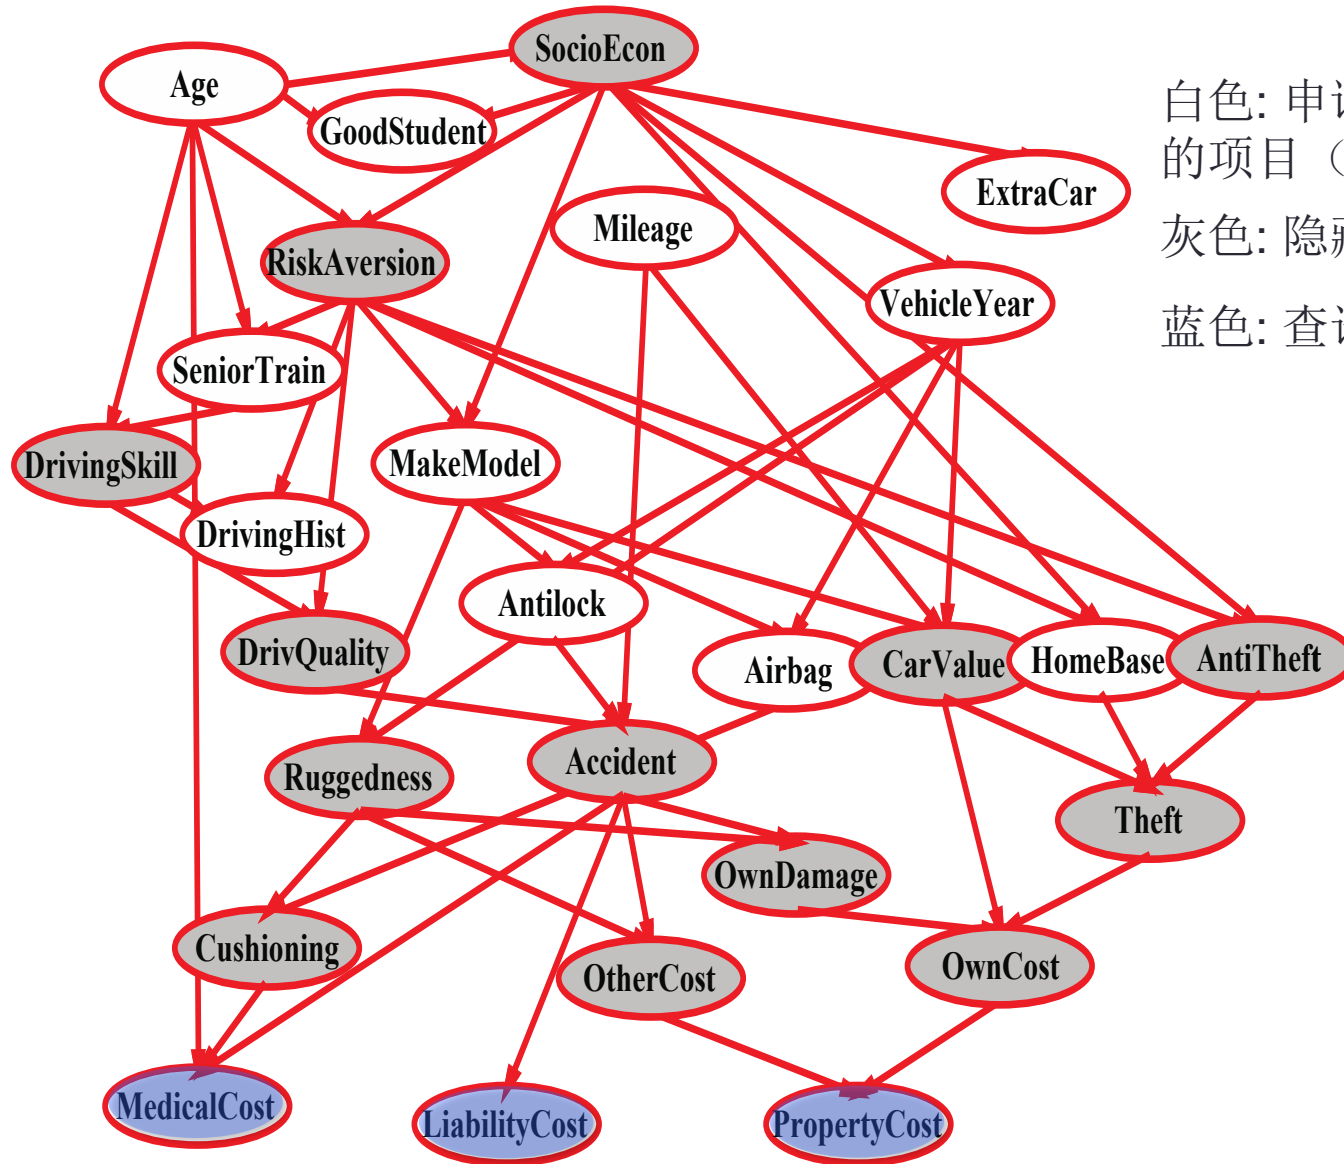 SocioEcon
Age
GoodStudent
ExtraCar
Mileage
RiskAversion
VehicleYear
SeniorTrain
DrivingSkill
MakeModel
DrivingHist
Antilock
DrivQuality
Airbag
CarValue
HomeBase
AntiTheft
Ruggedness
Accident
Theft
OwnDamage
Cushioning
OtherCost
OwnCost
MedicalCost
LiabilityCost
PropertyCost
白色: 申
的项目（
灰色: 隐
蓝色: 查